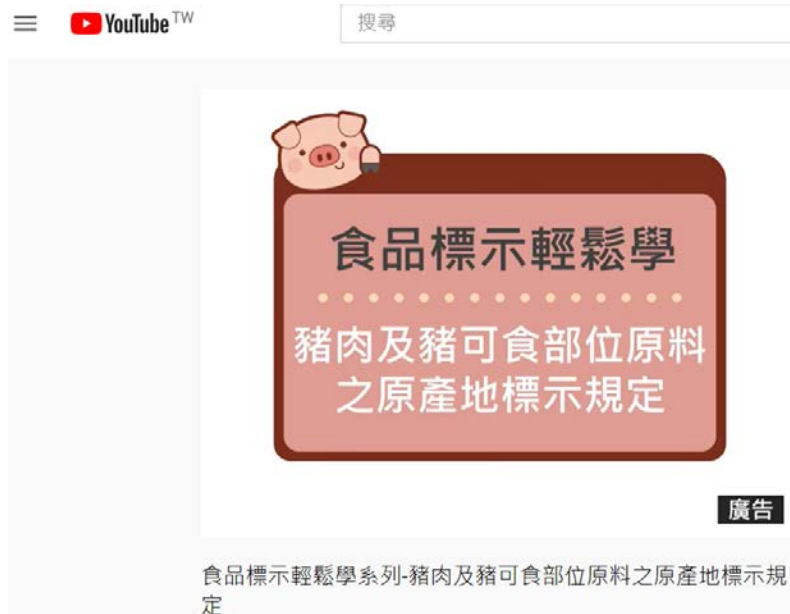 YouTube TW
搜尋
食品標示輕鬆學
豬肉及豬可食部位原料
之原產地標示規定
廣告
食品標示輕鬆學系列-豬肉及豬可食部位原料之原產地標示規
定